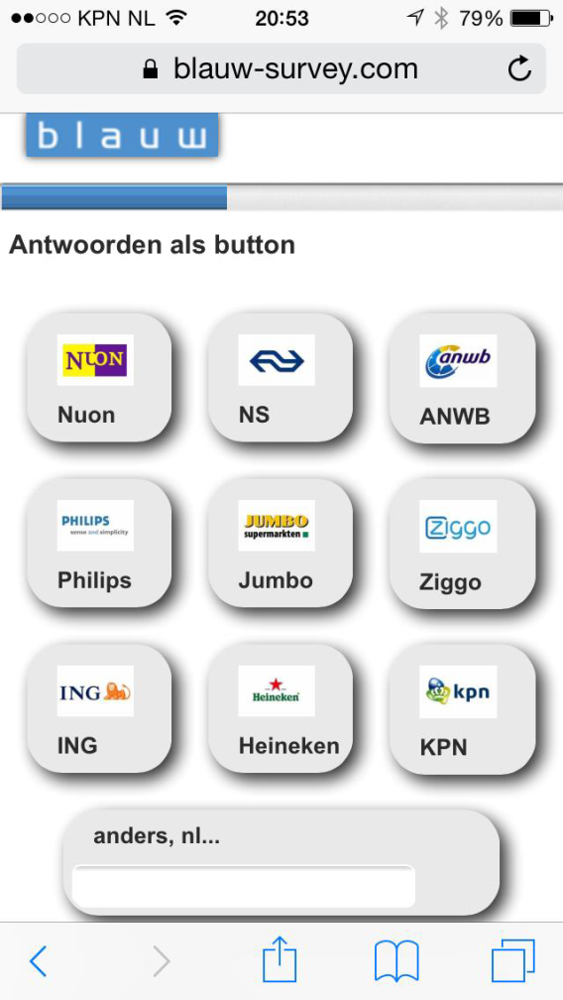 KPN NL 20:53 79%
blauw-survey.com
blauw
Antwoorden als button
NUON
Nuon
NS
anwb
ANWB
PHILIPS
sense and simplicity
Philips
JUMBO
supermarkten
Jumbo
ziggo
Ziggo
ING
ING
Heineken
Heineken
kpn
KPN
anders, nl...